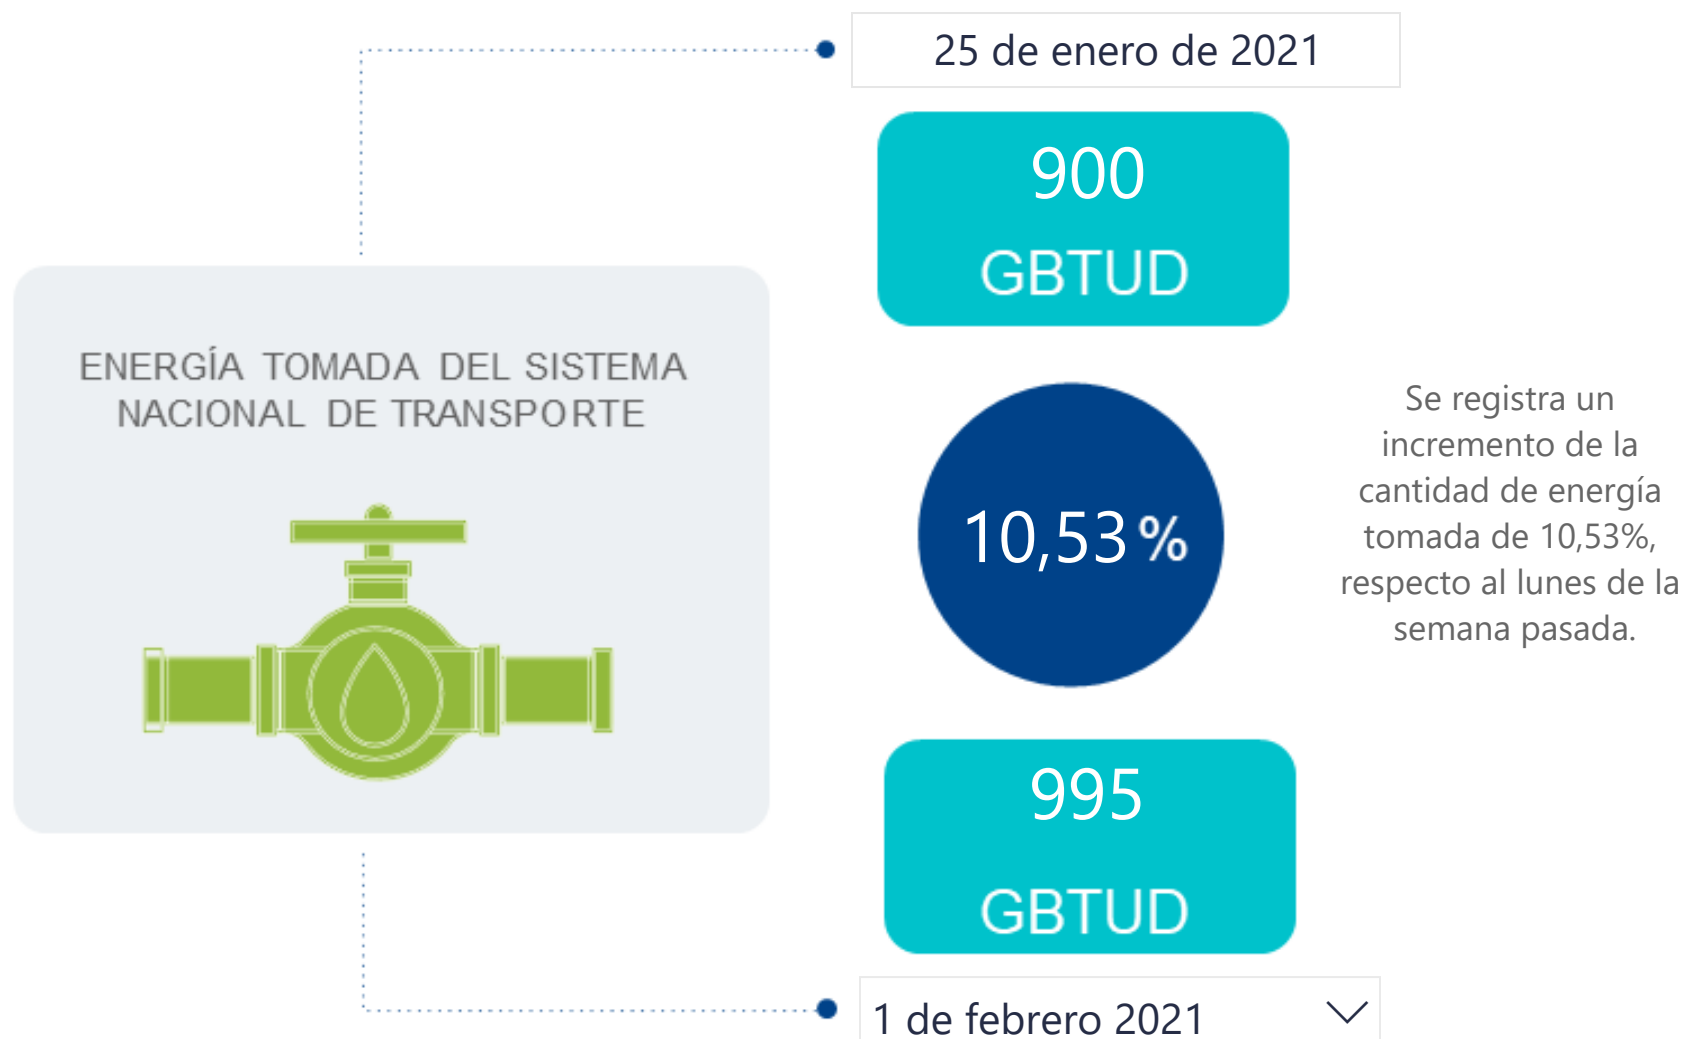 25 de enero de 2021
900
GBTUD
ENERGÍA TOMADA DEL SISTEMA
NACIONAL DE TRANSPORTE
10,53 %
Se registra un
incremento de la
cantidad de energía
tomada de 10,53%,
respecto al lunes de la
semana pasada.
995
GBTUD
1 de febrero 2021